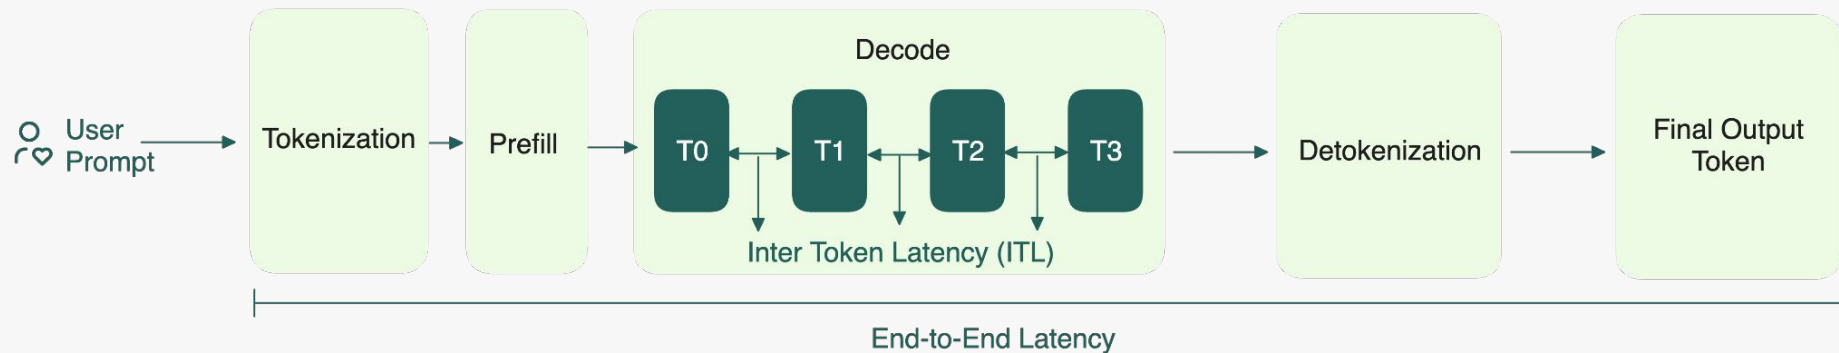 User
Prompt
Tokenization
Prefill
Decode
T0
T1
T2
T3
Inter Token Latency (ITL)
Detokenization
Final Output
Token
End-to-End Latency